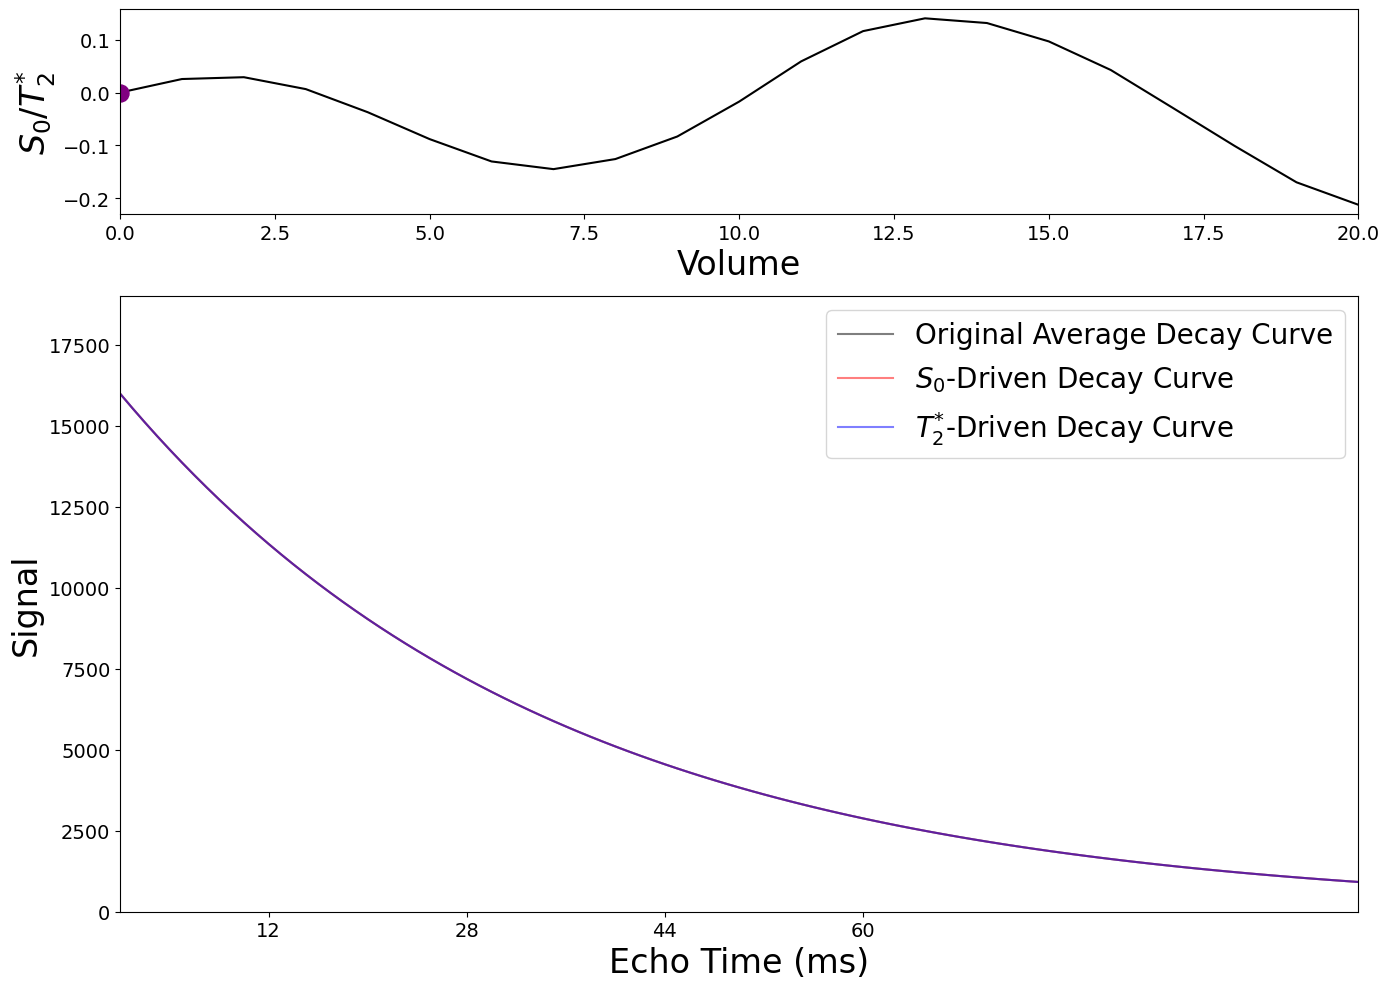 0.1
0.0
−0.1
−0.2
S₀/T₂*
0.0 2.5 5.0 7.5 10.0 12.5 15.0 17.5 20.0
Volume
17500
15000
12500
10000
7500
5000
2500
0
Signal
Original Average Decay Curve
S₀-Driven Decay Curve
T₂*-Driven Decay Curve
12 28 44 60
Echo Time (ms)